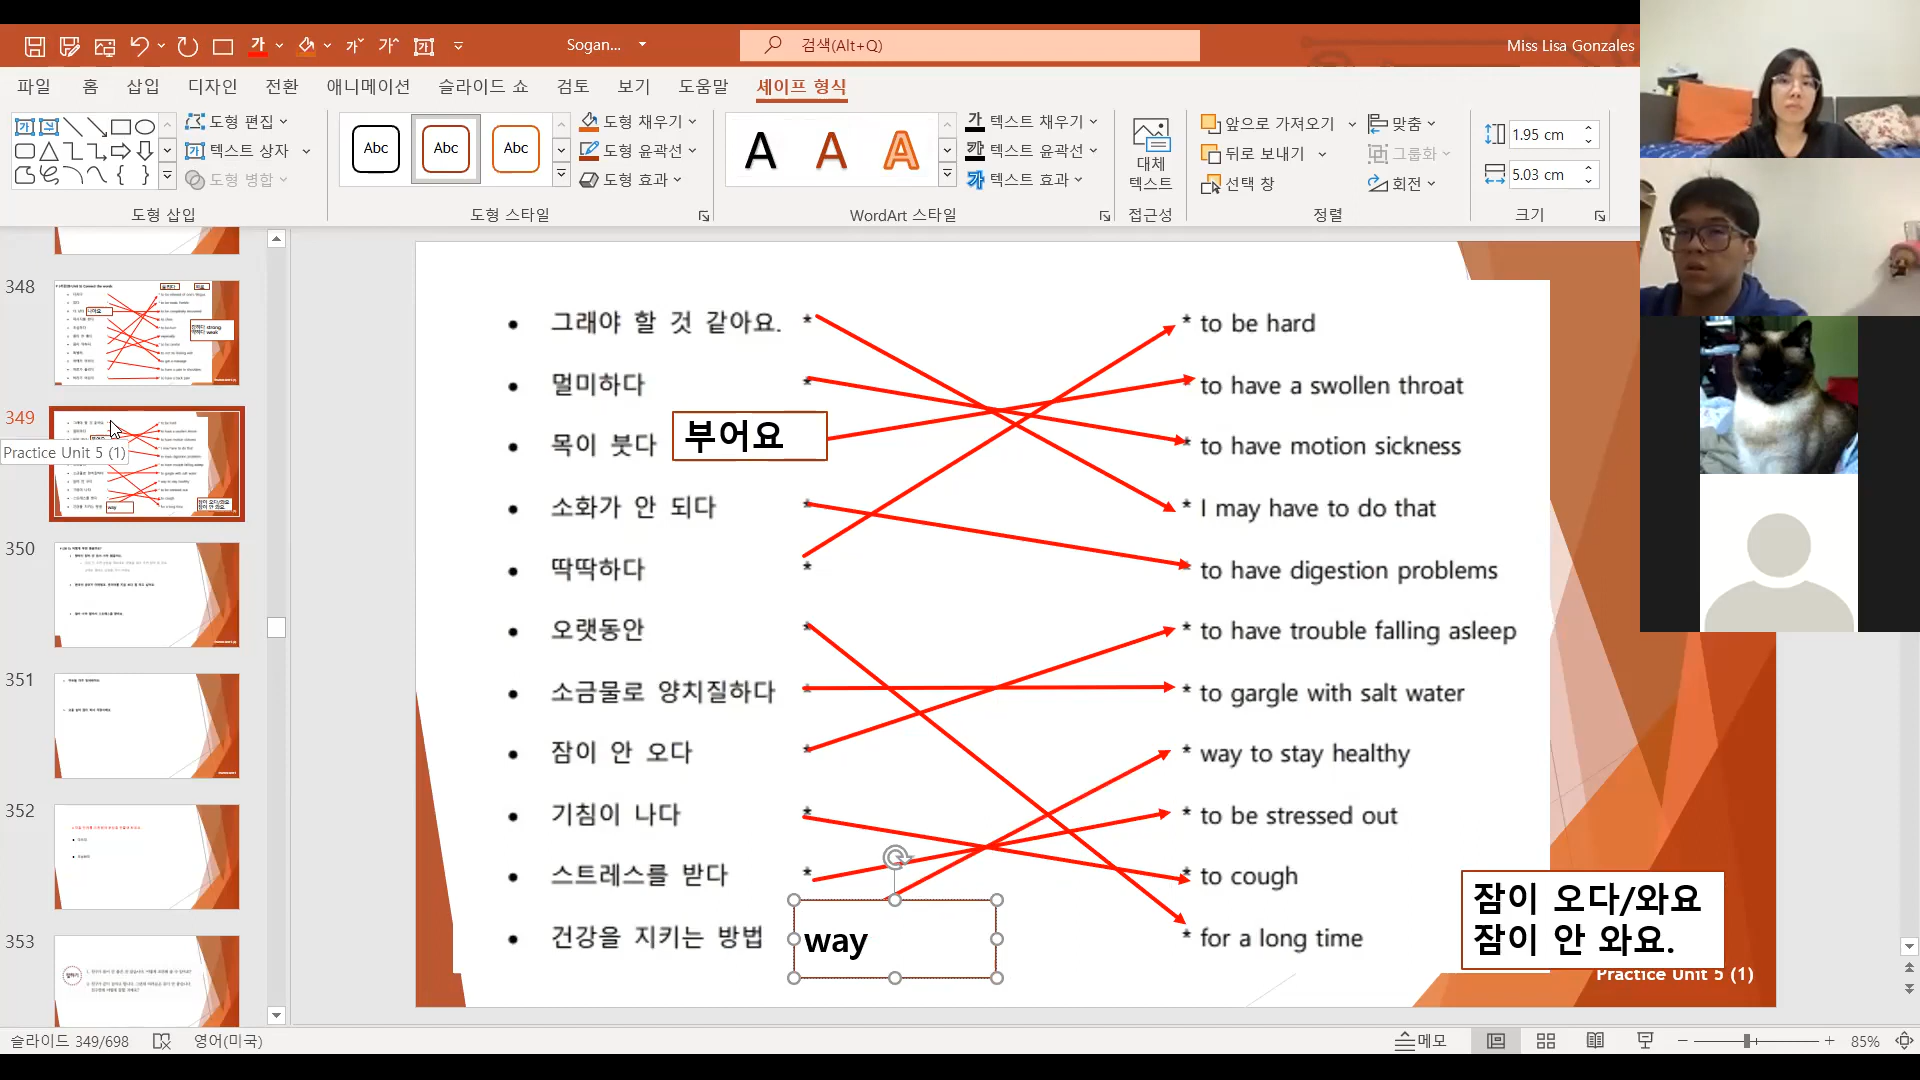 Sogan...
검색(Alt+Q)
Miss Lisa Gonzales
파일 홈 삽입 디자인 전환 애니메이션 슬라이드 쇼 검토 보기 도움말 셰이프 형식
도형 편집
텍스트 상자
도형 병합
도형 삽입
Abc Abc Abc
도형 채우기
도형 윤곽선
도형 효과
도형 스타일
A A A
텍스트 채우기
텍스트 윤곽선
텍스트 효과
WordArt 스타일
대체
텍스트
접근성
앞으로 가져오기
뒤로 보내기
선택 창
맞춤
그룹화
회전
정렬
1.95 cm
5.03 cm
크기
348
349
Practice Unit 5 (1)
350
351
352
353
그래야 할 것 같아요. *
멀미하다 *
목이 붓다 부어요
소화가 안 되다 *
딱딱하다 *
오랫동안 *
소금물로 양치질하다 *
잠이 안 오다 *
기침이 나다 *
스트레스를 받다 *
건강을 지키는 방법 way
* to be hard
* to have a swollen throat
* to have motion sickness
* I may have to do that
* to have digestion problems
* to have trouble falling asleep
* to gargle with salt water
* way to stay healthy
* to be stressed out
* to cough
* for a long time
잠이 오다/와요
잠이 안 와요.
Practice Unit 5 (1)
슬라이드 349/698
영어(미국)
메모
85%